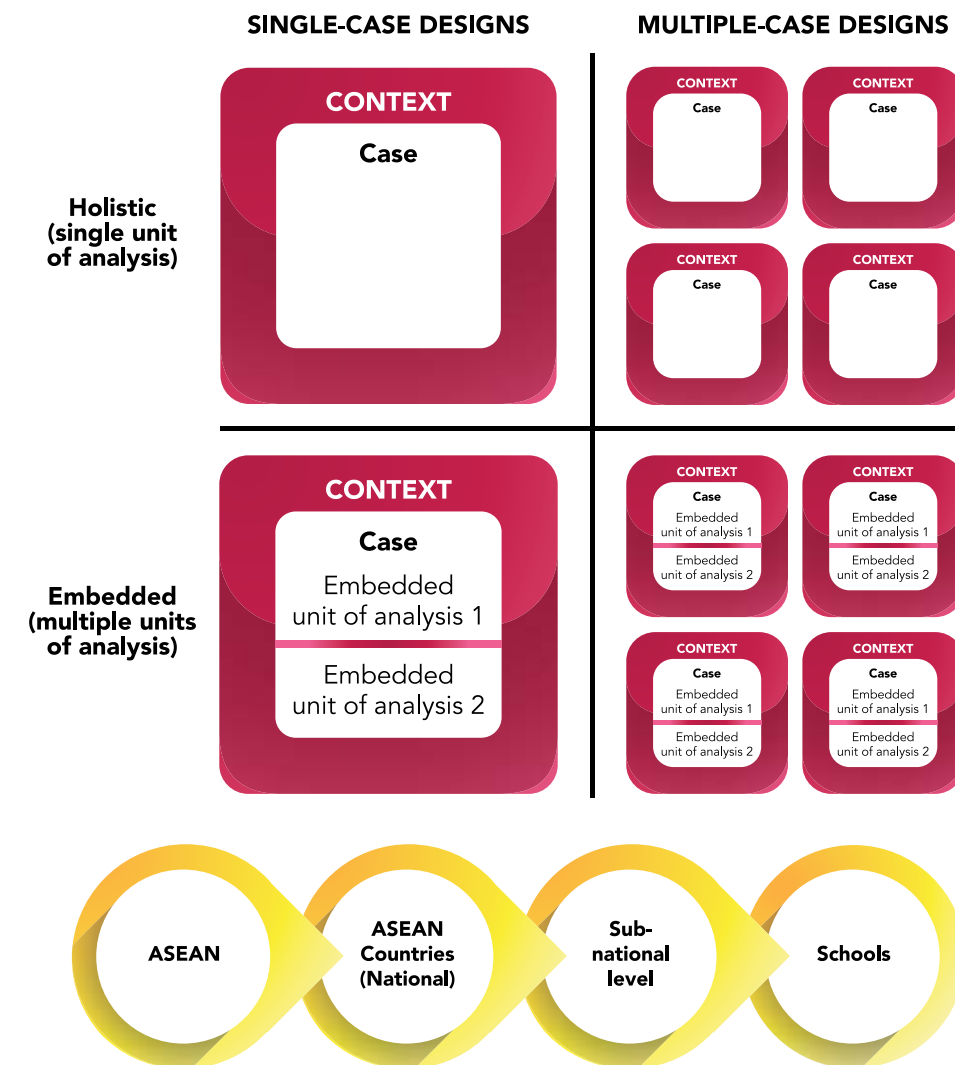 SINGLE-CASE DESIGNS
MULTIPLE-CASE DESIGNS
Holistic
(single unit
of analysis)
CONTEXT
Case
CONTEXT
Case
CONTEXT
Case
CONTEXT
Case
CONTEXT
Case
Embedded
(multiple units
of analysis)
CONTEXT
Case
Embedded
unit of analysis 1
Embedded
unit of analysis 2
CONTEXT
Case
Embedded
unit of analysis 1
Embedded
unit of analysis 2
CONTEXT
Case
Embedded
unit of analysis 1
Embedded
unit of analysis 2
CONTEXT
Case
Embedded
unit of analysis 1
Embedded
unit of analysis 2
CONTEXT
Case
Embedded
unit of analysis 1
Embedded
unit of analysis 2
ASEAN
ASEAN
Countries
(National)
Sub-
national
level
Schools